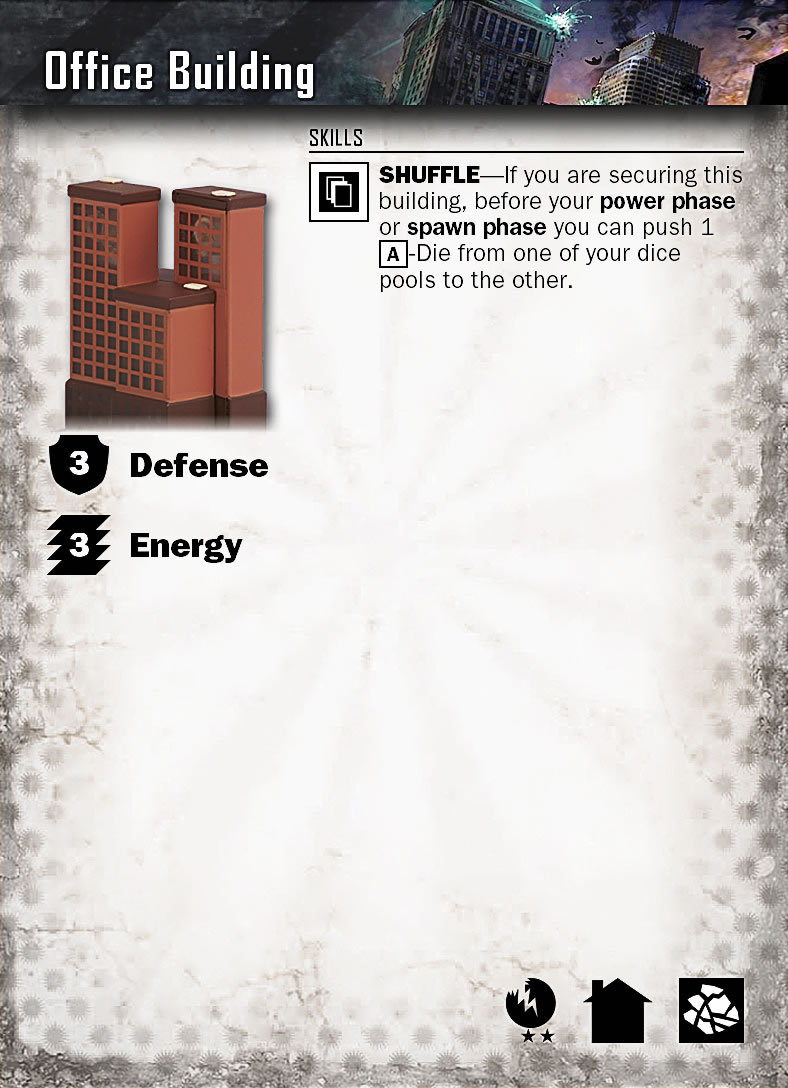 Office Building
SKILLS
SHUFFLE—If you are securing this
building, before your power phase
or spawn phase you can push 1
A-Die from one of your dice
pools to the other.
3 Defense
3 Energy